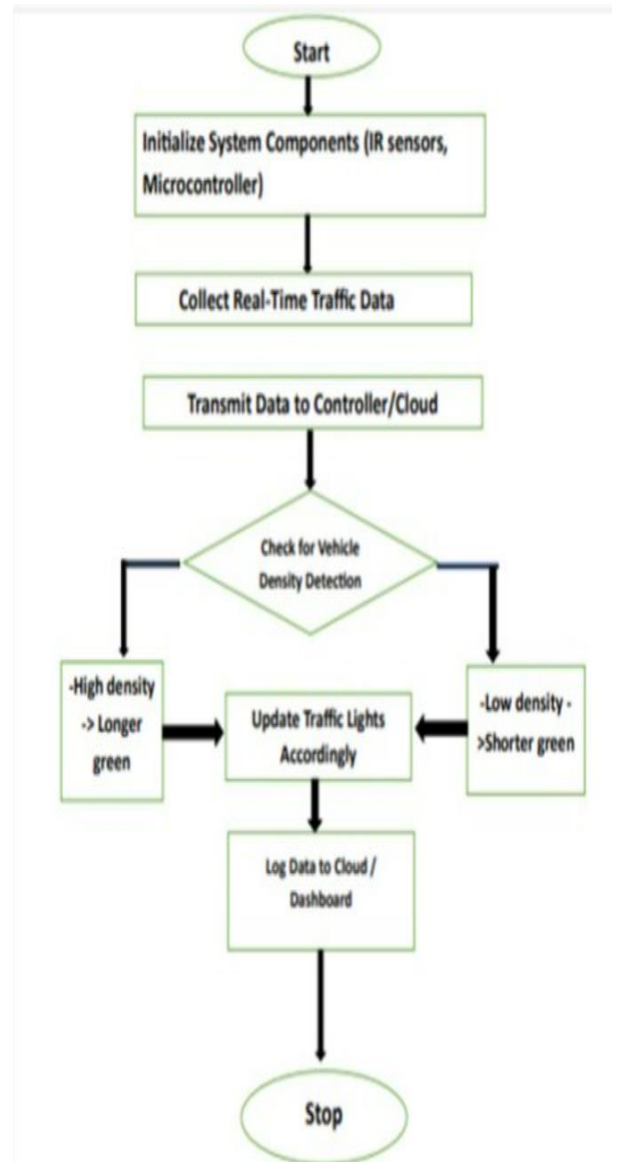 Start
Initialize System Components (IR sensors,
Microcontroller)
Collect Real-Time Traffic Data
Transmit Data to Controller/Cloud
Check for Vehicle
Density Detection
-High density
-> Longer
green
Update Traffic Lights
Accordingly
-Low density -
>Shorter green
Log Data to Cloud /
Dashboard
Stop